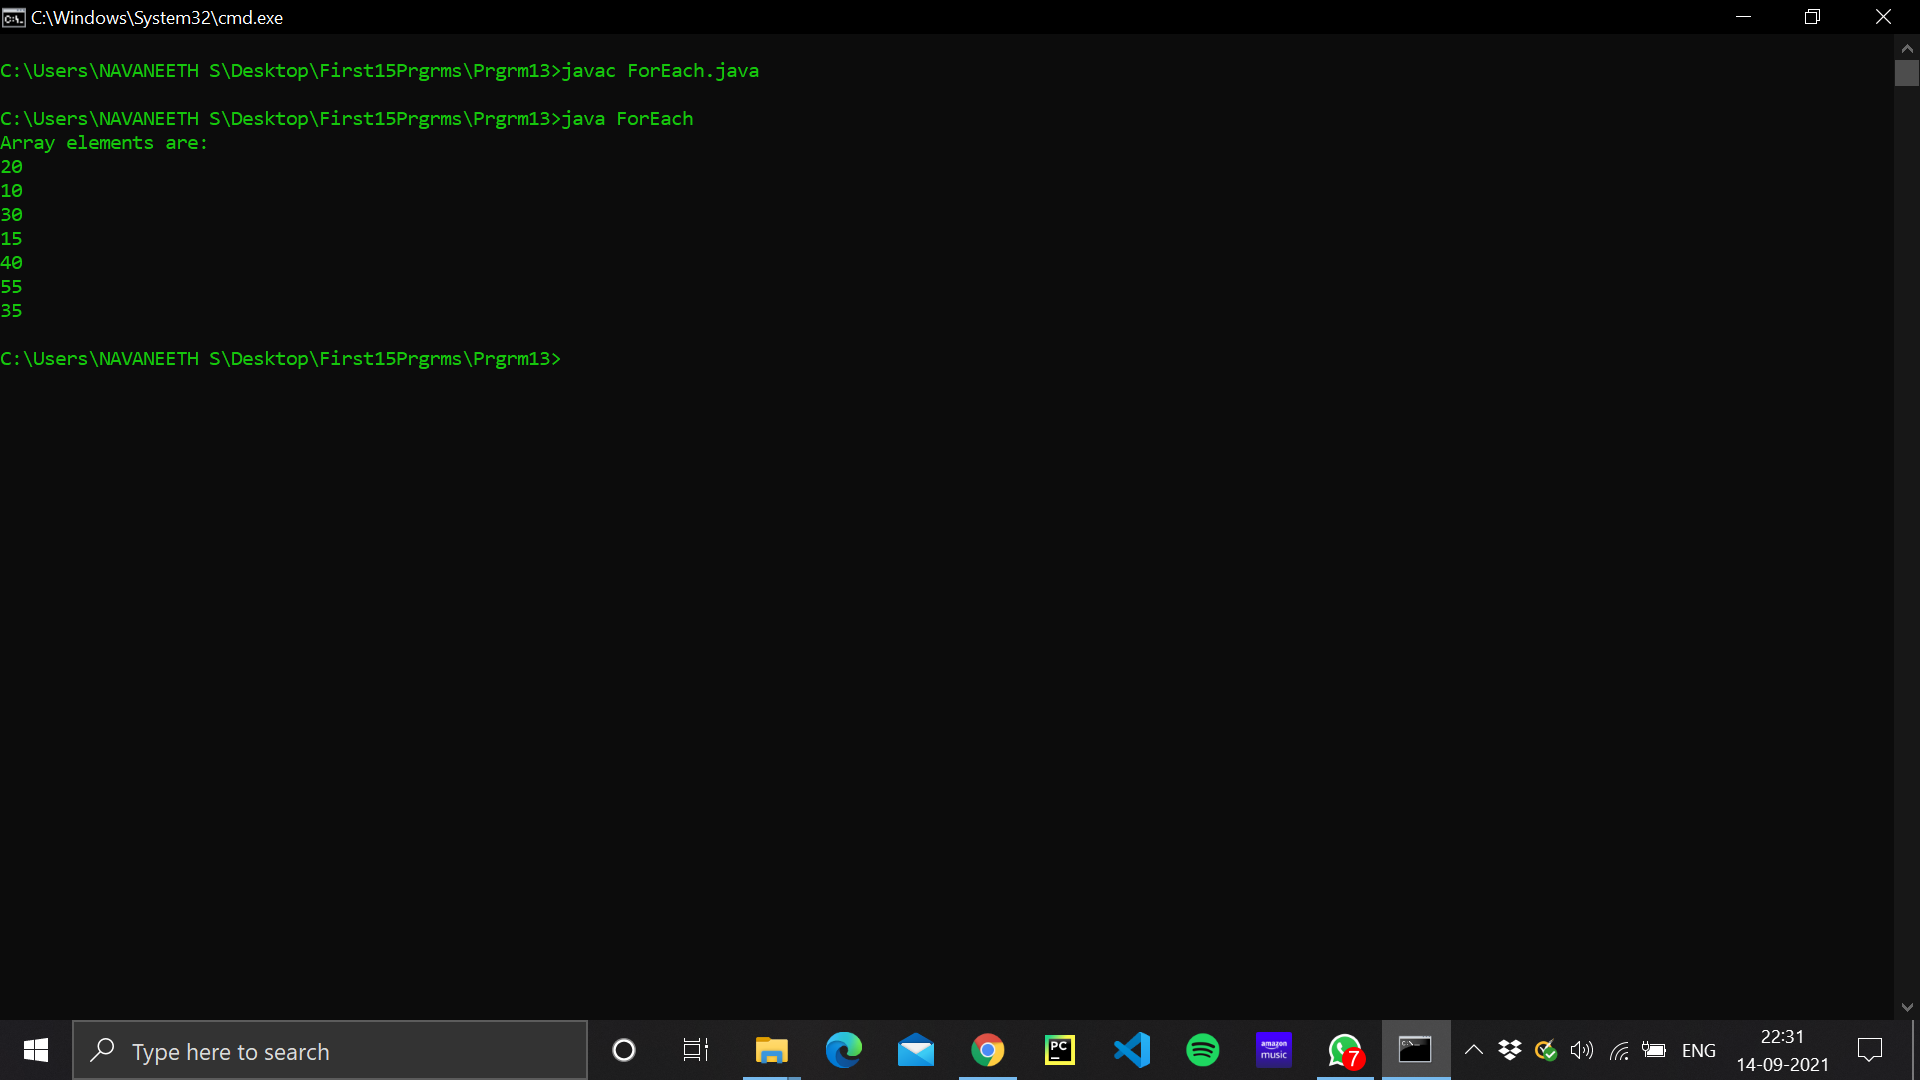 C:\Windows\System32\cmd.exe
C:\Users\NAVANEETH S\Desktop\First15Prgrms\Prgrm13>javac ForEach.java
C:\Users\NAVANEETH S\Desktop\First15Prgrms\Prgrm13>java ForEach
Array elements are:
20
10
30
15
40
55
35
C:\Users\NAVANEETH S\Desktop\First15Prgrms\Prgrm13>
Type here to search
PC
amazon
music
7
ENG
22:31
14-09-2021